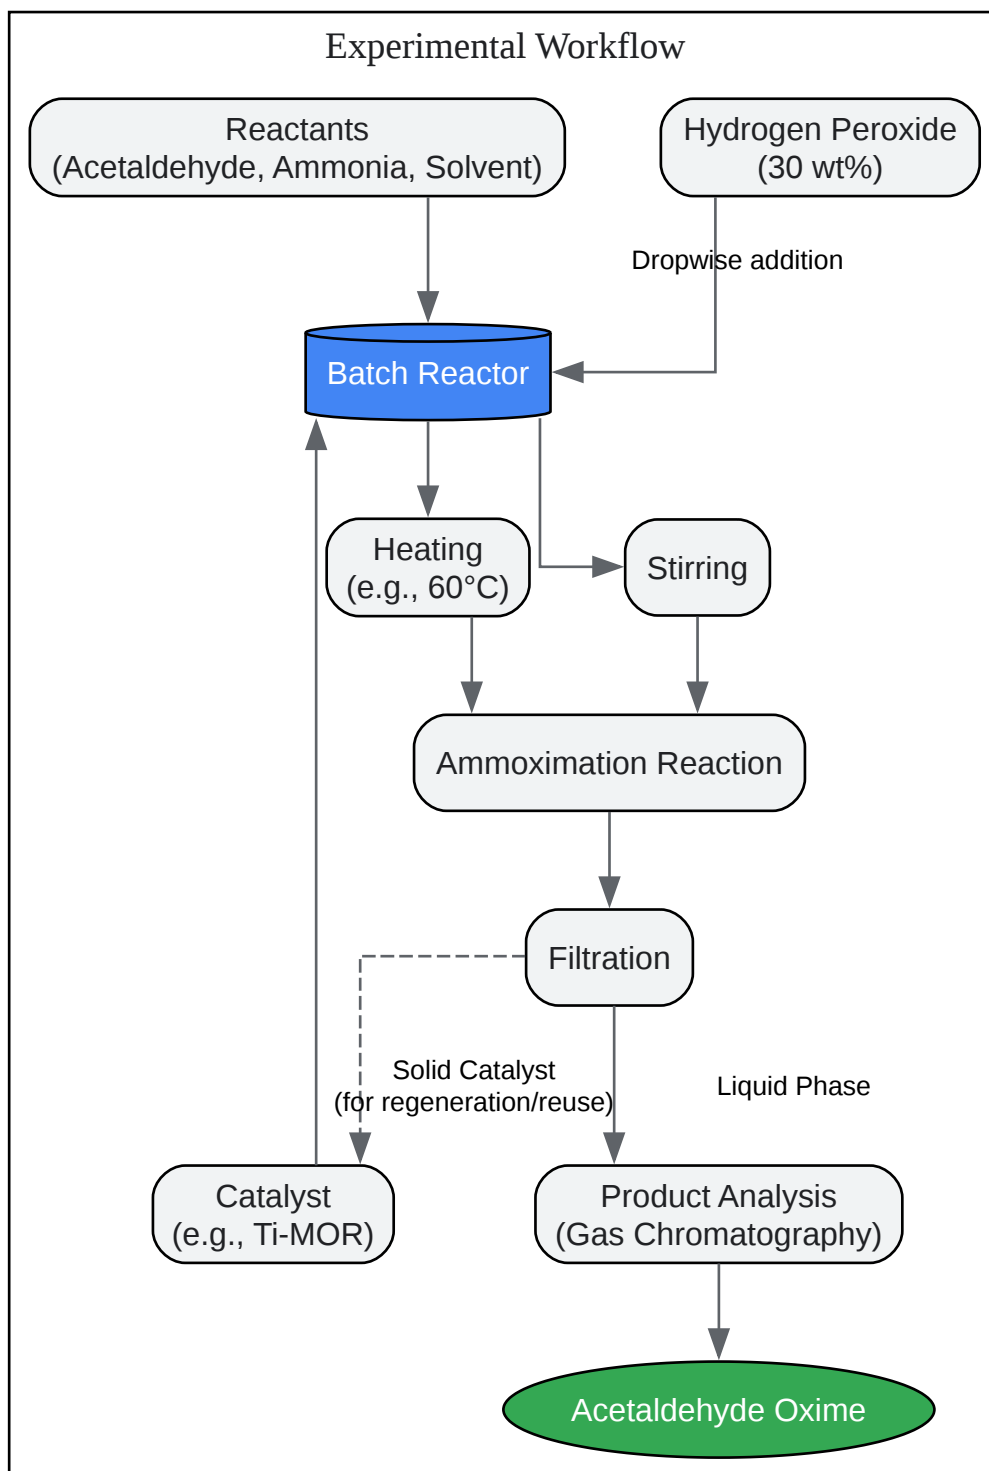 Experimental Workflow
Reactants
(Acetaldehyde, Ammonia, Solvent)
Hydrogen Peroxide
(30 wt%)
Dropwise addition
Batch Reactor
Heating
(e.g., 60°C)
Stirring
Ammoximation Reaction
Filtration
Solid Catalyst
(for regeneration/reuse)
Liquid Phase
Catalyst
(e.g., Ti-MOR)
Product Analysis
(Gas Chromatography)
Acetaldehyde Oxime